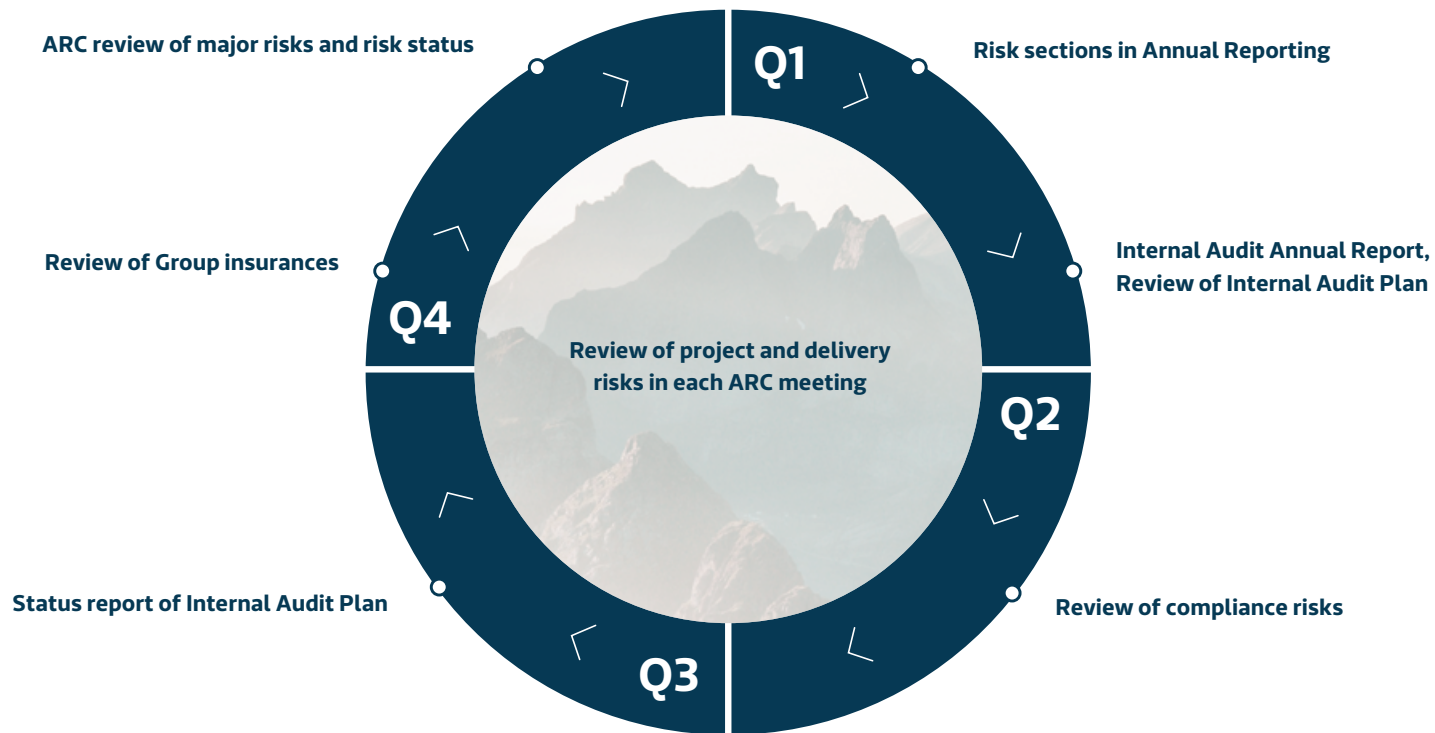 ARC review of major risks and risk status
Q1
Risk sections in Annual Reporting
Internal Audit Annual Report,
Review of Internal Audit Plan
Review of Group insurances
Q4
Review of project and delivery
risks in each ARC meeting
Q2
Status report of Internal Audit Plan
Review of compliance risks
Q3